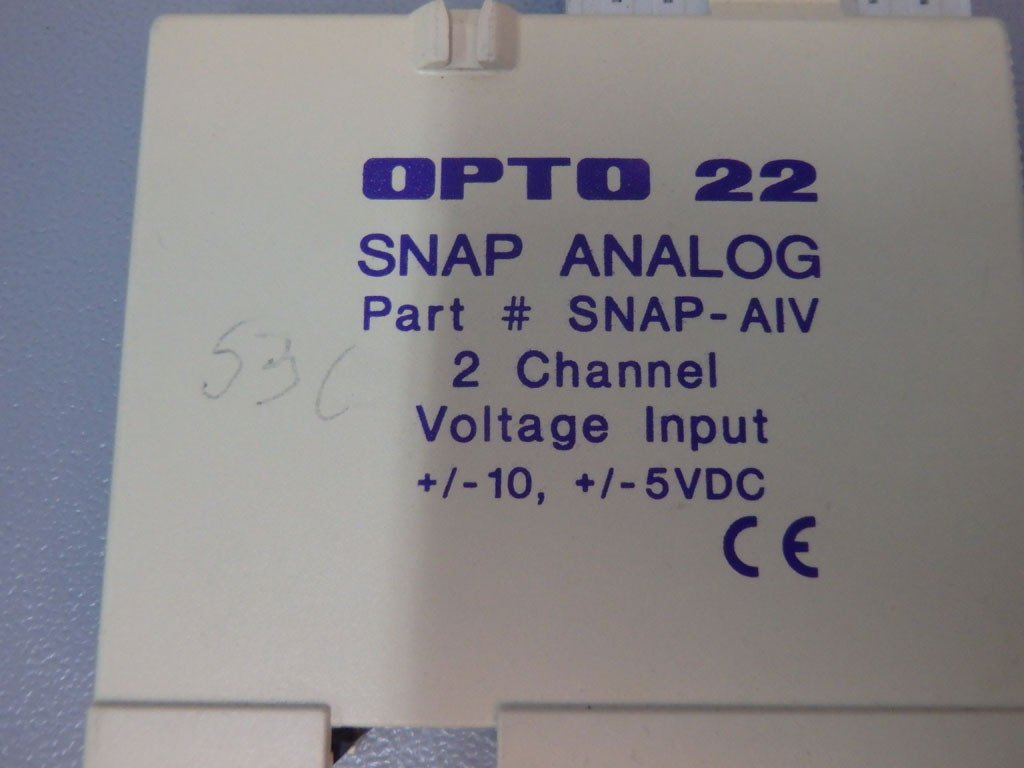 OPTO 22
SNAP ANALOG
Part # SNAP-AIV
53C
2 Channel
Voltage Input
+/-10, +/-5VDC
CE